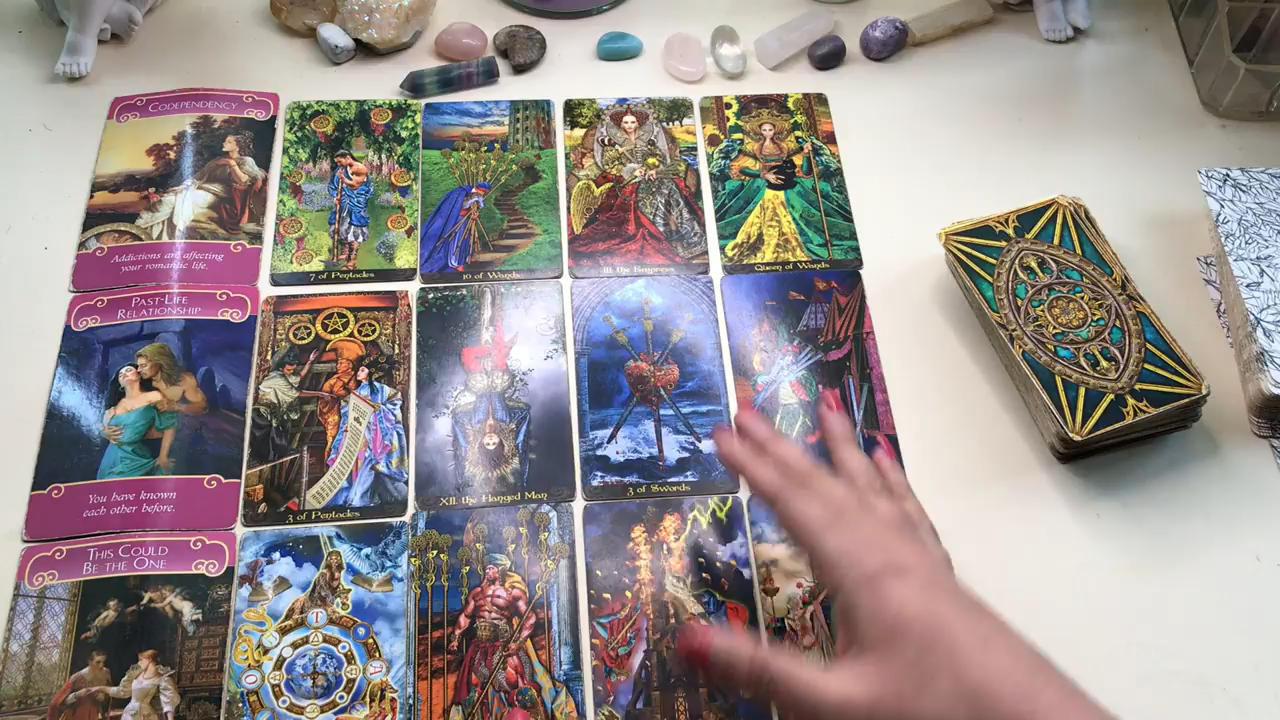 CODEPENDENCY
Addictions are affecting
your romantic life.
7 of Pentacles
10 of Wands
III. the Empress
Queen of Wands
PAST-LIFE
RELATIONSHIP
You have known
each other before.
3 of Pentacles
XII. the Hanged Man
3 of Swords
THIS COULD
BE THE ONE